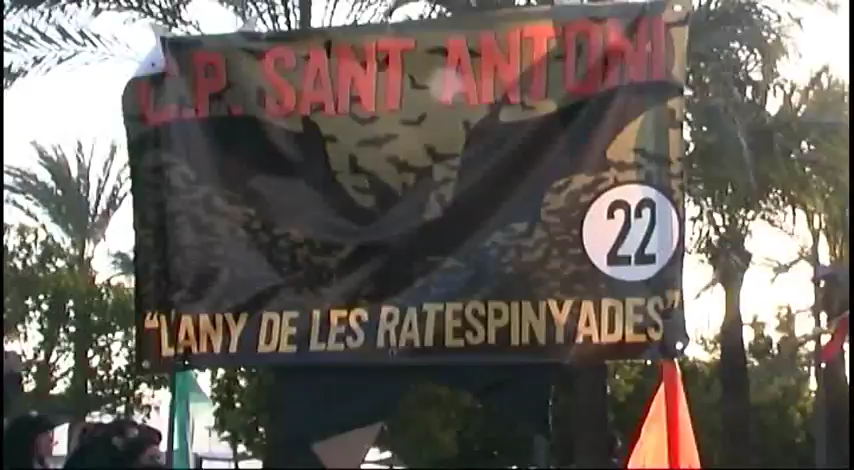 C.P. SANT ANTONI
22
"L'ANY DE LES RATESPINYADES"